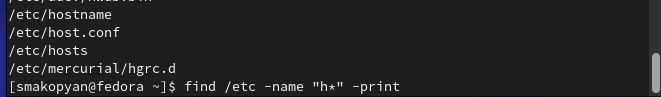 /etc/hostname
/etc/host.conf
/etc/hosts
/etc/mercurial/hgrc.d
[smakopyan@fedora ~]$ find /etc -name "h*" -print